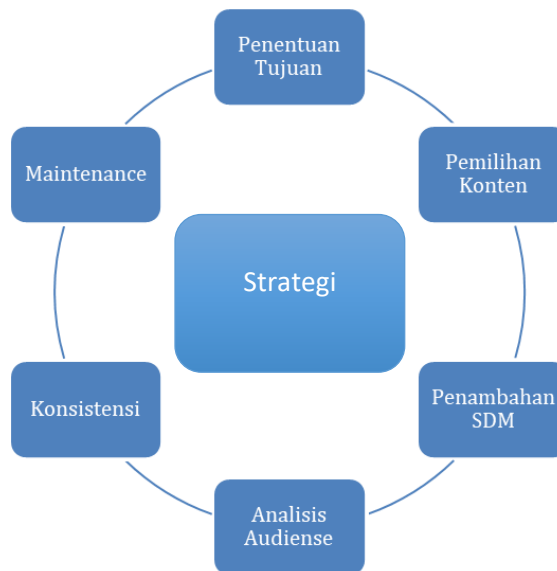 Penentuan
Tujuan
Pemilihan
Konten
Penambahan
SDM
Analisis
Audiense
Konsistensi
Maintenance
Strategi